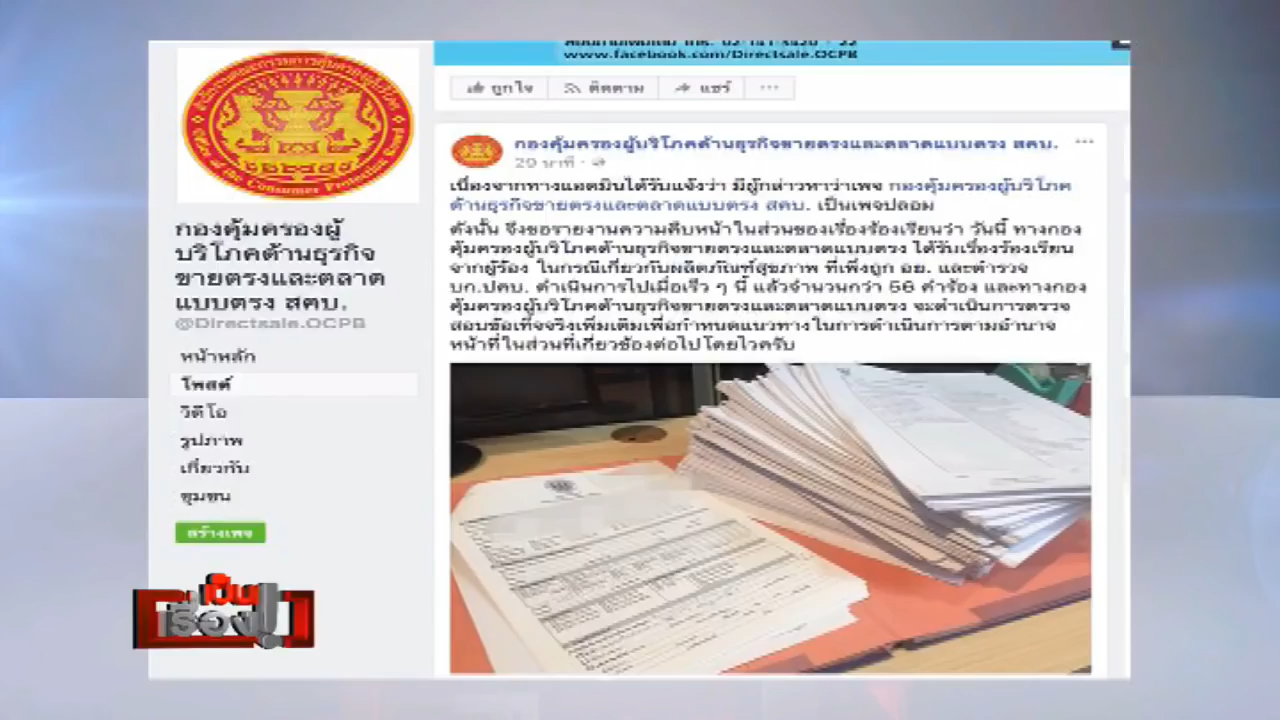 www.facebook.com/Directsale.OCPB
ถูกใจ
ติดตาม
แชร์
Office of the Consumer Protection Board
กองคุ้มครองผู้
บริโภคด้านธุรกิจ
ขายตรงและตลาด
แบบตรง สคบ.
@Directsale.OCPB
หน้าหลัก
โพสต์
วิดีโอ
รูปภาพ
เกี่ยวกับ
ชุมชน
สร้างเพจ
กองคุ้มครองผู้บริโภคด้านธุรกิจขายตรงและตลาดแบบตรง สคบ.
29 นาที
เนื่องจากทางแอดมินได้รับแจ้งว่า มีผู้กล่าวหาว่าเพจ กองคุ้มครองผู้บริโภค
ด้านธุรกิจขายตรงและตลาดแบบตรง สคบ. เป็นเพจปลอม
ดังนั้น จึงขอรายงานความคืบหน้าในส่วนของเรื่องร้องเรียนว่า วันนี้ ทางกอง
คุ้มครองผู้บริโภคด้านธุรกิจขายตรงและตลาดแบบตรง ได้รับเรื่องร้องเรียน
จากผู้ร้อง ในกรณีเกี่ยวกับผลิตภัณฑ์สุขภาพ ที่เพิ่งถูก อย. และตำรวจ
บก.ปคบ. ดำเนินการไปเมื่อเร็ว ๆ นี้ แล้วจำนวนกว่า 56 คำร้อง และทางกอง
คุ้มครองผู้บริโภคด้านธุรกิจขายตรงและตลาดแบบตรง จะดำเนินการตรวจ
สอบข้อเท็จจริงเพิ่มเติมเพื่อกำหนดแนวทางในการดำเนินการตามอำนาจ
หน้าที่ในส่วนที่เกี่ยวข้องต่อไปโดยไวครับ
เป็น
เรื่อง